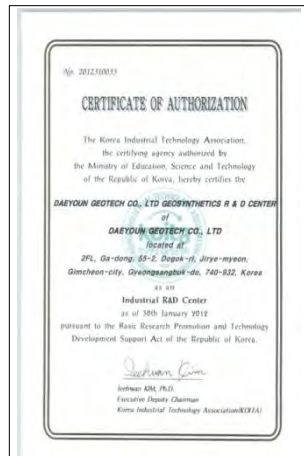 No. 2012310033
CERTIFICATE OF AUTHORIZATION
The Korea Industrial Technology Association,
the certifying agency authorized by
the Ministry of Education, Science and Technology
of the Republic of Korea, hereby certifies the
DAEYOUN GEOTECH CO., LTD GEOSYNTHETICS R & D CENTER
of
DAEYOUN GEOTECH CO., LTD
located at
2FL, Ga-dong, 55-2, Dogok-ri, Jirye-myeon,
Gimcheon-city, Gyeongsangbuk-do, 740-932, Korea
as an
Industrial R&D Center
as of 30th January 2012
pursuant to the Basic Research Promotion and Technology
Development Support Act of the Republic of Korea.
Jeehwan Kim
Jeehwan KIM, Ph.D.
Executive Deputy Chairman
Korea Industrial Technology Association(KOITA)
koita